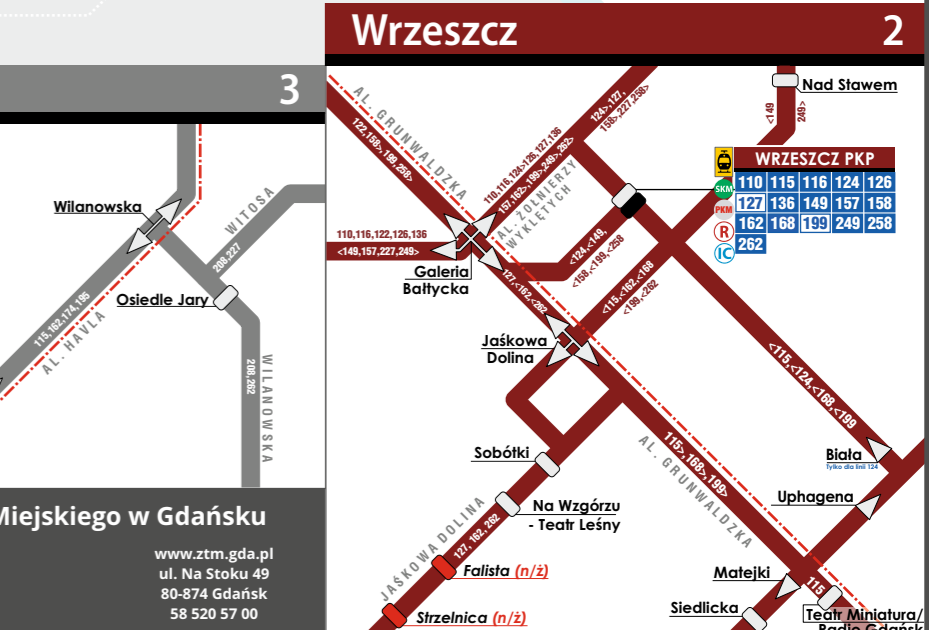 3
Wilanowska
WITOSA
208,227
Osiedle Jary
115,162,174,195
AL. HAVLA
208,262
WILANOWSKA
Miejskiego w Gdańsku
www.ztm.gda.pl
ul. Na Stoku 49
80-874 Gdańsk
58 520 57 00
Wrzeszcz
2
AL. GRUNWALDZKA
122,158>,199,258>
110,116,124>126,127,136
157,162>,199>249>,262>
124>,127,
158>,227,258>
AL. ŻOŁNIERZY
WYKLĘTYCH
Nad Stawem
<149
249>
WRZESZCZ PKP
SKM
PKM
R
IC
110 115 116 124 126
127 136 149 157 158
162 168 199 249 258
262
110,116,122,126,136
<149,157,227,249>
Galeria
Bałtycka
<124,<149,
<158,<199,<258
127,<162,<262
<115,<162,<168
<199,<262
Jaśkowa
Dolina
<115,<124,<168,<199
Biała
Tylko dla linii 124
Uphagena
115>,168>,199>
AL. GRUNWALDZKA
Sobótki
Na Wzgórzu
- Teatr Leśny
JAŚKOWA DOLINA
127, 162, 262
Falista (n/ż)
Strzelnica (n/ż)
Matejki
115
Siedlicka
Teatr Miniatura/
Radio Gdańsk